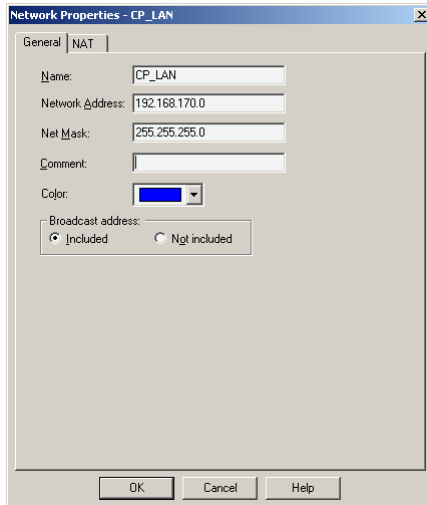 Network Properties - CP_LAN
General NAT
Name: CP_LAN
Network Address: 192.168.170.0
Net Mask: 255.255.255.0
Comment:
Color:
Broadcast address:
Included Not included
OK Cancel Help